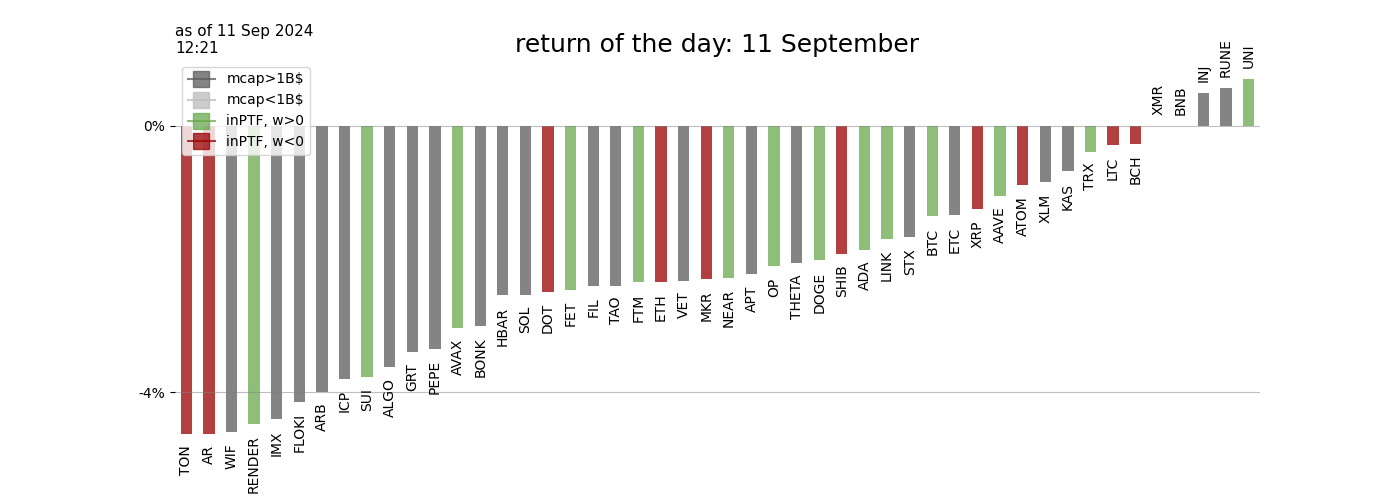 as of 11 Sep 2024
12:21
return of the day: 11 September
mcap>1B$
mcap<1B$
inPTF, w>0
inPTF, w<0
0%
-4%
TON
AR
WIF
RENDER
IMX
FLOKI
ARB
ICP
SUI
ALGO
GRT
PEPE
AVAX
BONK
HBAR
SOL
DOT
FET
FIL
TAO
FTM
ETH
VET
MKR
NEAR
APT
OP
THETA
DOGE
SHIB
ADA
LINK
STX
BTC
ETC
XRP
AAVE
ATOM
XLM
KAS
TRX
LTC
BCH
XMR
BNB
INJ
RUNE
UNI